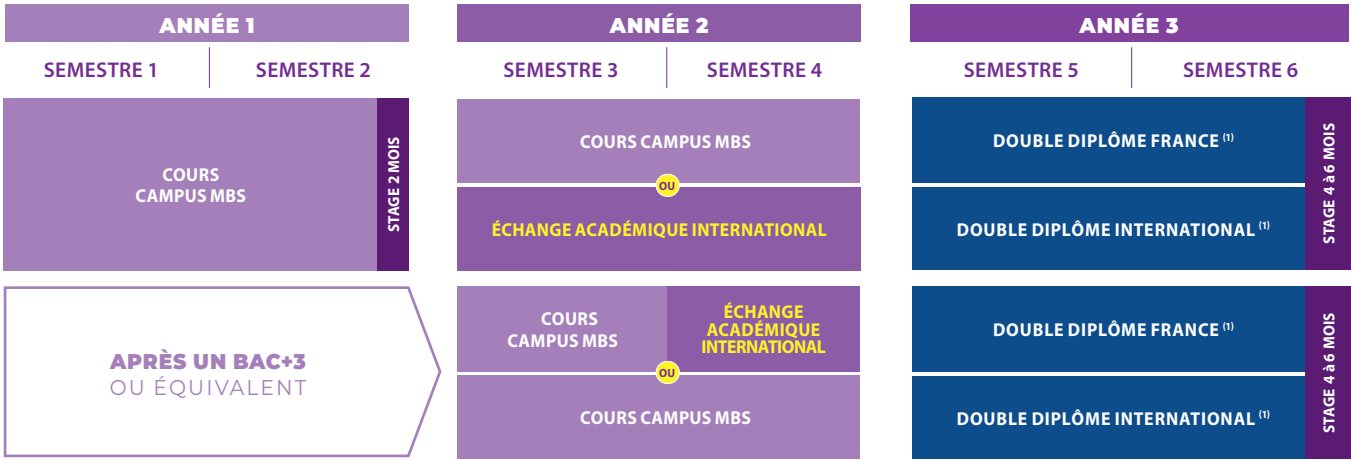 ANNÉE 1
ANNÉE 2
ANNÉE 3
SEMESTRE 1
SEMESTRE 2
SEMESTRE 3
SEMESTRE 4
SEMESTRE 5
SEMESTRE 6
COURS
CAMPUS MBS
STAGE 2 MOIS
COURS CAMPUS MBS
OU
ÉCHANGE ACADÉMIQUE INTERNATIONAL
DOUBLE DIPLÔME FRANCE (1)
DOUBLE DIPLÔME INTERNATIONAL (1)
STAGE 4 à 6 MOIS
APRÈS UN BAC+3
OU ÉQUIVALENT
COURS
CAMPUS MBS
ÉCHANGE
ACADÉMIQUE
INTERNATIONAL
OU
COURS CAMPUS MBS
DOUBLE DIPLÔME FRANCE (1)
DOUBLE DIPLÔME INTERNATIONAL (1)
STAGE 4 à 6 MOIS